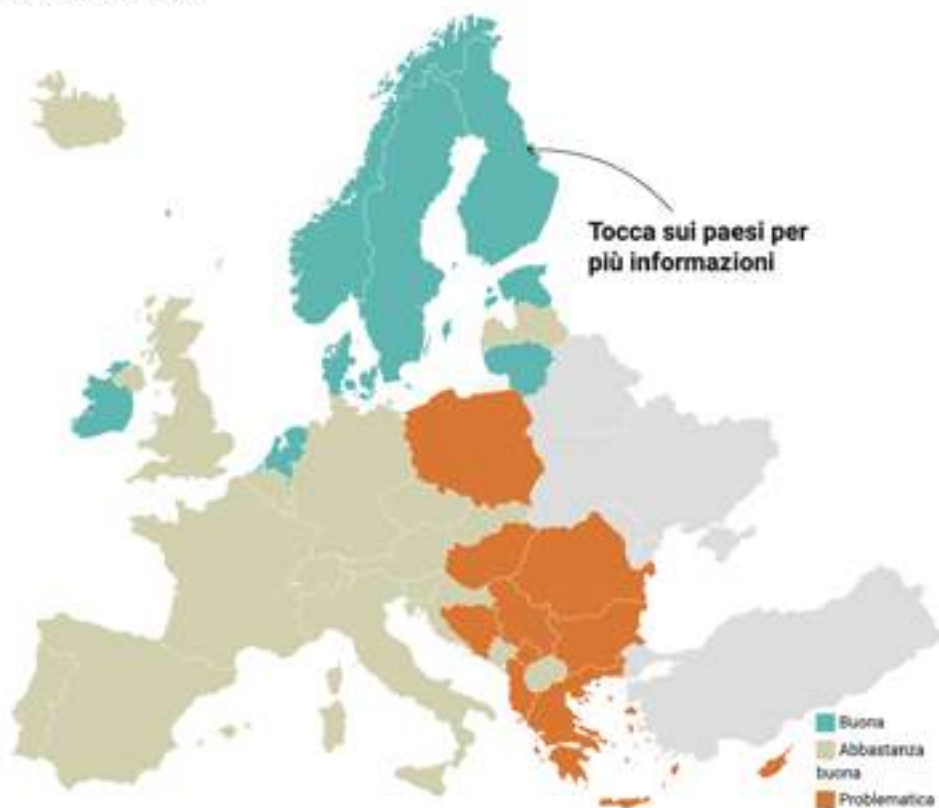 Tocca sui paesi per
più informazioni
Buona
Abbastanza
buona
Problematica